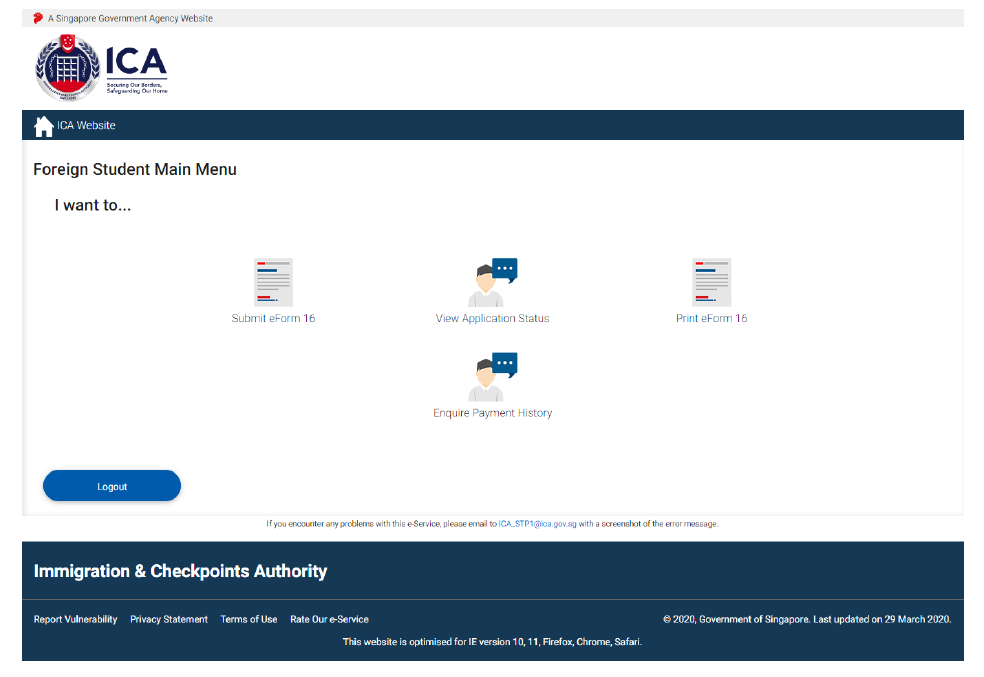 A Singapore Government Agency Website
ICA
Securing Our Borders,
Safeguarding Our Home
ICA Website
Foreign Student Main Menu
I want to...
Submit eForm 16
View Application Status
Print eForm 16
Enquire Payment History
Logout
If you encounter any problems with this e-Service, please email to ICA_STP1@ica.gov.sg with a screenshot of the error message.
Immigration & Checkpoints Authority
Report Vulnerability Privacy Statement Terms of Use Rate Our e-Service
© 2020, Government of Singapore. Last updated on 29 March 2020.
This website is optimised for IE version 10, 11, Firefox, Chrome, Safari.